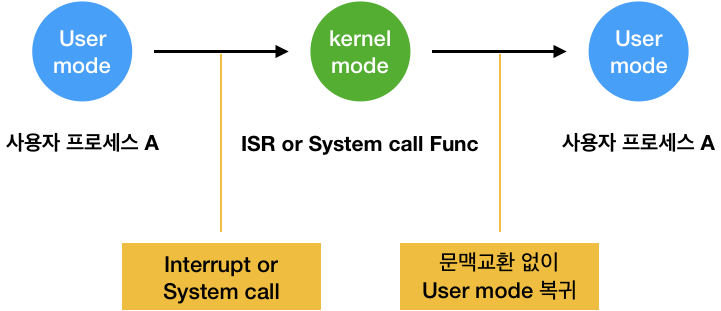 User
mode
kernel
mode
User
mode
사용자 프로세스 A
ISR or System call Func
사용자 프로세스 A
Interrupt or
System call
문맥교환 없이
User mode 복귀